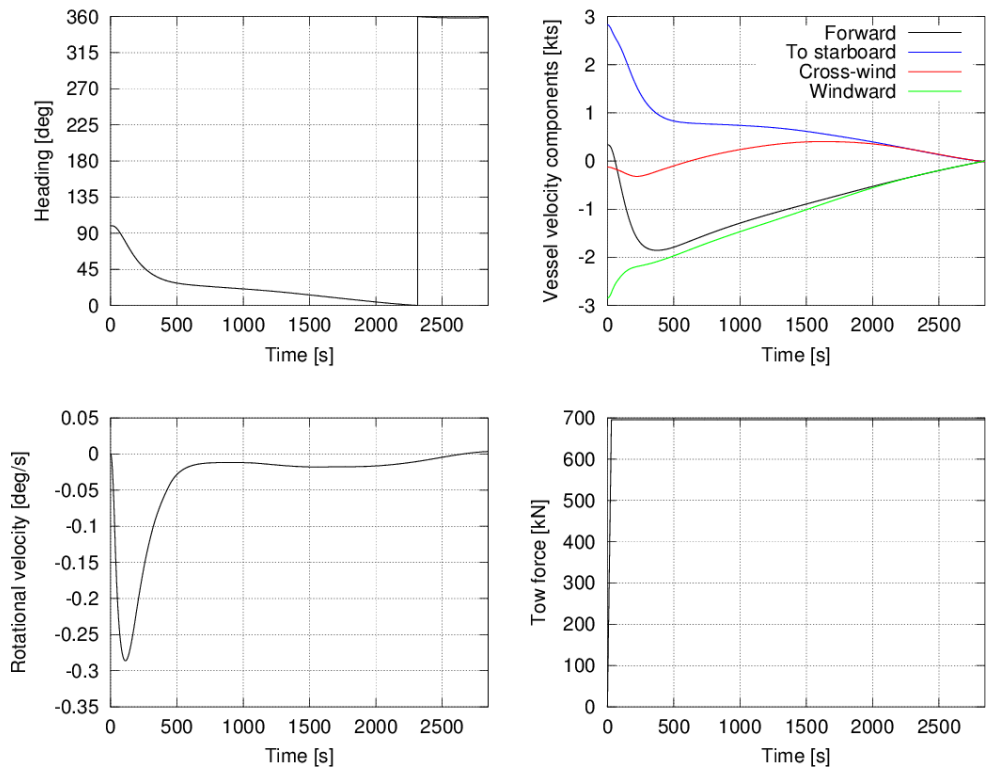 360
315
270
225
180
135
90
45
0
Heading [deg]
0 500 1000 1500 2000 2500
Time [s]
3
2
1
0
-1
-2
-3
Vessel velocity components [kts]
Forward
To starboard
Cross-wind
Windward
0 500 1000 1500 2000 2500
Time [s]
0.05
0
-0.05
-0.1
-0.15
-0.2
-0.25
-0.3
-0.35
Rotational velocity [deg/s]
0 500 1000 1500 2000 2500
Time [s]
700
600
500
400
300
200
100
0
Tow force [kN]
0 500 1000 1500 2000 2500
Time [s]